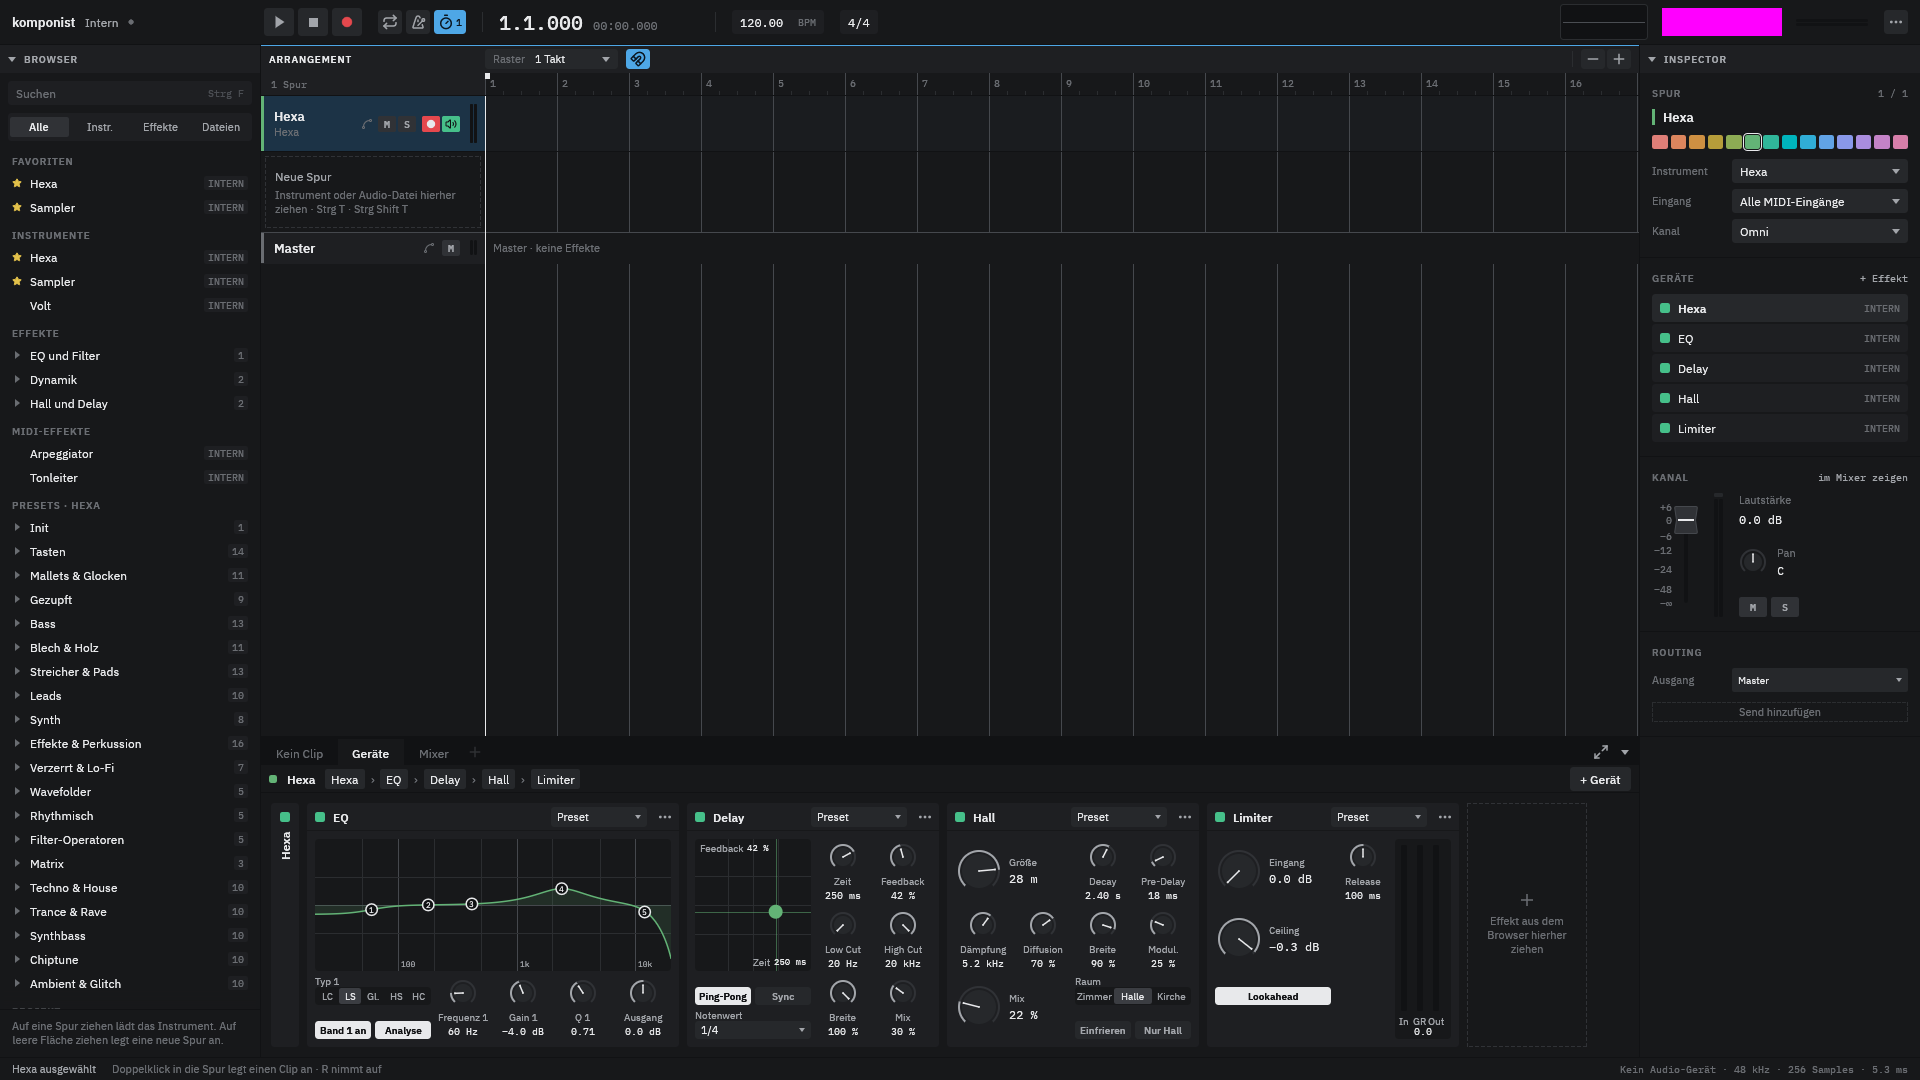 komponist Intern
1
1.1.000 00:00.000
120.00 BPM
4/4
BROWSER
Suchen Strg F
Alle Instr. Effekte Dateien
FAVORITEN
Hexa INTERN
Sampler INTERN
INSTRUMENTE
Hexa INTERN
Sampler INTERN
Volt INTERN
EFFEKTE
EQ und Filter 1
Dynamik 2
Hall und Delay 2
MIDI-EFFEKTE
Arpeggiator INTERN
Tonleiter INTERN
PRESETS · HEXA
Init 1
Tasten 14
Mallets & Glocken 11
Gezupft 9
Bass 13
Blech & Holz 11
Streicher & Pads 13
Leads 10
Synth 8
Effekte & Perkussion 16
Verzerrt & Lo-Fi 7
Wavefolder 5
Rhythmisch 5
Filter-Operatoren 5
Matrix 3
Techno & House 10
Trance & Rave 10
Synthbass 10
Chiptune 10
Ambient & Glitch 10
Auf eine Spur ziehen lädt das Instrument. Auf
leere Fläche ziehen legt eine neue Spur an.
ARRANGEMENT Raster 1 Takt
1 Spur 1 2 3 4 5 6 7 8 9 10 11 12 13 14 15 16
Hexa
Hexa
M S
Neue Spur
Instrument oder Audio-Datei hierher
ziehen · Strg T · Strg Shift T
Master M
Master · keine Effekte
Kein Clip Geräte Mixer
Hexa Hexa › EQ › Delay › Hall › Limiter + Gerät
Hexa
EQ Preset
1 2 3 4 5
100 1k 10k
Typ 1
LC LS GL HS HC
Band 1 an Analyse
Frequenz 1 Gain 1 Q 1 Ausgang
60 Hz −4.0 dB 0.71 0.0 dB
Delay Preset
Feedback 42 %
Zeit 250 ms
Zeit Feedback
250 ms 42 %
Low Cut High Cut
20 Hz 20 kHz
Ping-Pong Sync
Notenwert
1/4
Breite Mix
100 % 30 %
Hall Preset
Größe
28 m
Decay Pre-Delay
2.40 s 18 ms
Dämpfung Diffusion Breite Modul.
5.2 kHz 70 % 90 % 25 %
Mix
22 %
Raum
Zimmer Halle Kirche
Einfrieren Nur Hall
Limiter Preset
Eingang
0.0 dB
Release
100 ms
Ceiling
−0.3 dB
Lookahead
In GR Out
0.0
Effekt aus dem
Browser hierher
ziehen
INSPECTOR
SPUR 1 / 1
Hexa
Instrument Hexa
Eingang Alle MIDI-Eingänge
Kanal Omni
GERÄTE + Effekt
Hexa INTERN
EQ INTERN
Delay INTERN
Hall INTERN
Limiter INTERN
KANAL im Mixer zeigen
+6
0
−6
−12
−24
−48
−∞
Lautstärke
0.0 dB
Pan
C
M S
ROUTING
Ausgang Master
Send hinzufügen
Hexa ausgewählt Doppelklick in die Spur legt einen Clip an · R nimmt auf
Kein Audio-Gerät · 48 kHz · 256 Samples · 5.3 ms